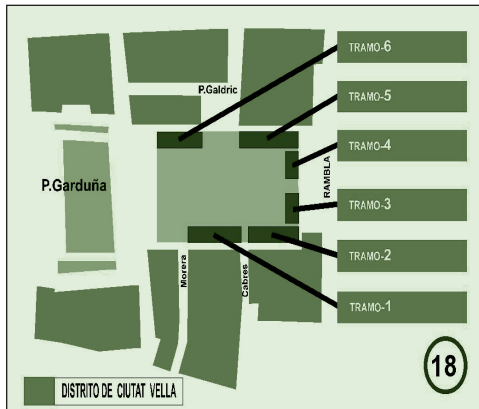 TRAMO-6
P.Galdric
TRAMO-5
TRAMO-4
P.Garduña
RAMBLA
TRAMO-3
TRAMO-2
Morera
Cabres
TRAMO-1
18
DISTRITO DE CIUTAT VELLA